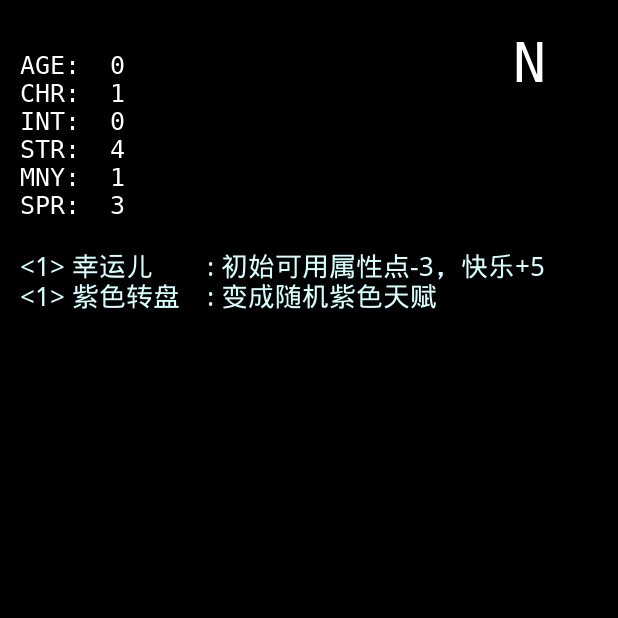 N
AGE: 0
CHR: 1
INT: 0
STR: 4
MNY: 1
SPR: 3
<1> 幸运儿 : 初始可用属性点-3，快乐+5
<1> 紫色转盘 : 变成随机紫色天赋